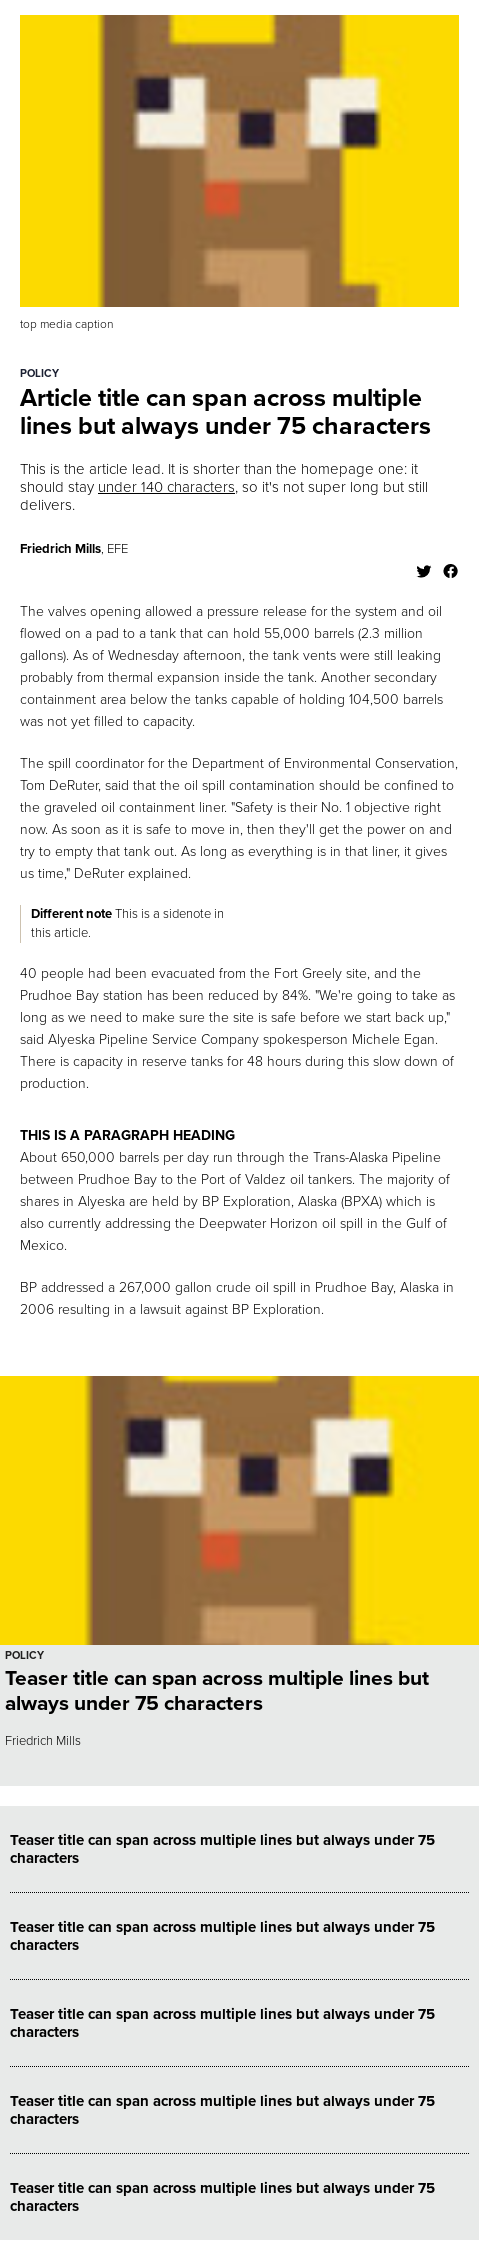 top media caption
POLICY
Article title can span across multiple
lines but always under 75 characters
This is the article lead. It is shorter than the homepage one: it
should stay under 140 characters, so it's not super long but still
delivers.
Friedrich Mills, EFE
The valves opening allowed a pressure release for the system and oil
flowed on a pad to a tank that can hold 55,000 barrels (2.3 million
gallons). As of Wednesday afternoon, the tank vents were still leaking
probably from thermal expansion inside the tank. Another secondary
containment area below the tanks capable of holding 104,500 barrels
was not yet filled to capacity.
The spill coordinator for the Department of Environmental Conservation,
Tom DeRuter, said that the oil spill contamination should be confined to
the graveled oil containment liner. "Safety is their No. 1 objective right
now. As soon as it is safe to move in, then they'll get the power on and
try to empty that tank out. As long as everything is in that liner, it gives
us time," DeRuter explained.
Different note This is a sidenote in
this article.
40 people had been evacuated from the Fort Greely site, and the
Prudhoe Bay station has been reduced by 84%. "We're going to take as
long as we need to make sure the site is safe before we start back up,"
said Alyeska Pipeline Service Company spokesperson Michele Egan.
There is capacity in reserve tanks for 48 hours during this slow down of
production.
THIS IS A PARAGRAPH HEADING
About 650,000 barrels per day run through the Trans-Alaska Pipeline
between Prudhoe Bay to the Port of Valdez oil tankers. The majority of
shares in Alyeska are held by BP Exploration, Alaska (BPXA) which is
also currently addressing the Deepwater Horizon oil spill in the Gulf of
Mexico.
BP addressed a 267,000 gallon crude oil spill in Prudhoe Bay, Alaska in
2006 resulting in a lawsuit against BP Exploration.
POLICY
Teaser title can span across multiple lines but
always under 75 characters
Friedrich Mills
Teaser title can span across multiple lines but always under 75
characters
Teaser title can span across multiple lines but always under 75
characters
Teaser title can span across multiple lines but always under 75
characters
Teaser title can span across multiple lines but always under 75
characters
Teaser title can span across multiple lines but always under 75
characters